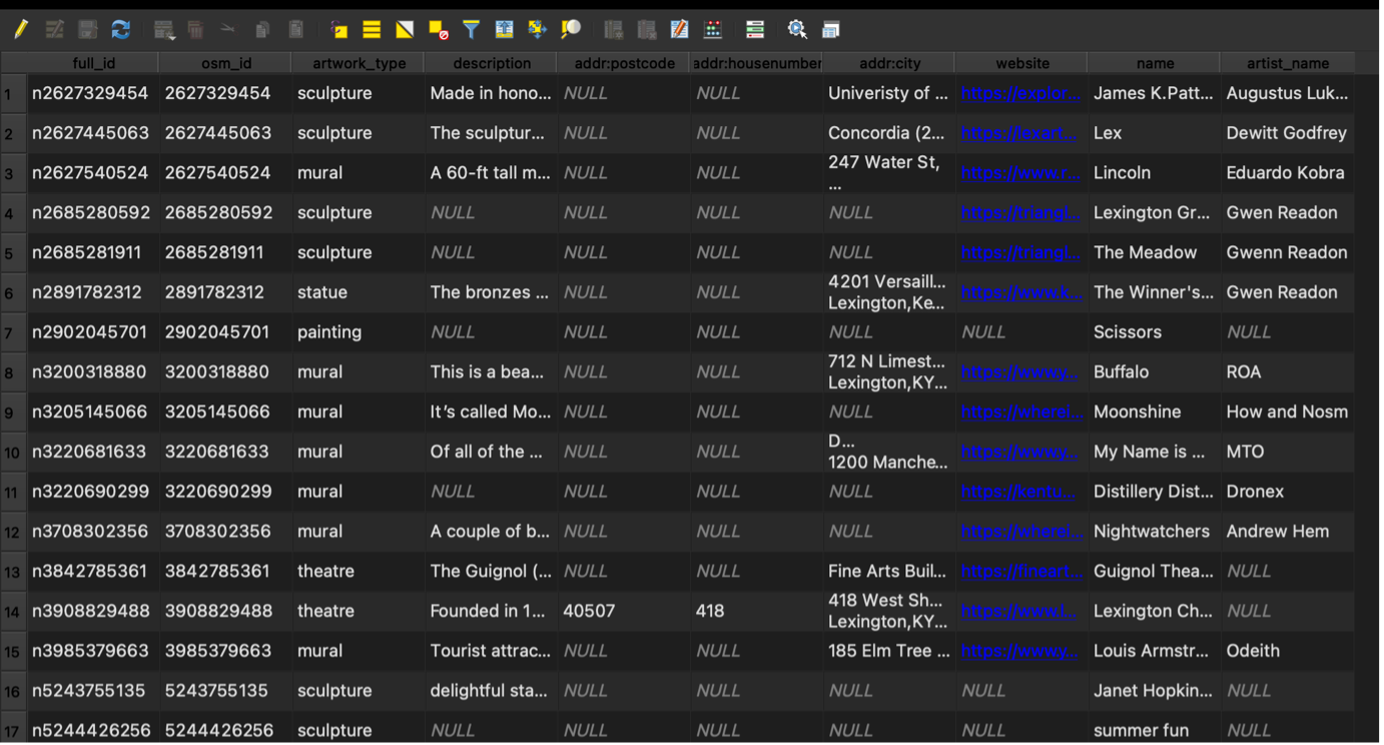 full_id osm_id artwork_type description addr:postcode addr:housenumber addr:city website name artist_name
1 n2627329454 2627329454 sculpture Made in hono... NULL NULL Univeristy of ... https://explor... James K.Patt... Augustus Luk...
2 n2627445063 2627445063 sculpture The sculptur... NULL NULL Concordia (2... https://lexart... Lex Dewitt Godfrey
3 n2627540524 2627540524 mural A 60-ft tall m... NULL NULL 247 Water St, ... https://www.r... Lincoln Eduardo Kobra
4 n2685280592 2685280592 sculpture NULL NULL NULL NULL https://triangl... Lexington Gr... Gwen Readon
5 n2685281911 2685281911 sculpture NULL NULL NULL NULL https://triangl... The Meadow Gwenn Readon
6 n2891782312 2891782312 statue The bronzes ... NULL NULL 4201 Versaill... Lexington,Ke... https://www.k... The Winner's... Gwen Readon
7 n2902045701 2902045701 painting NULL NULL NULL NULL NULL Scissors NULL
8 n3200318880 3200318880 mural This is a bea... NULL NULL 712 N Limest... Lexington,KY... https://www.y... Buffalo ROA
9 n3205145066 3205145066 mural It's called Mo... NULL NULL NULL https://wherei... Moonshine How and Nosm
10 n3220681633 3220681633 mural Of all of the ... NULL NULL D... 1200 Manche... https://www.y... My Name is ... MTO
11 n3220690299 3220690299 mural NULL NULL NULL NULL https://kentu... Distillery Dist... Dronex
12 n3708302356 3708302356 mural A couple of b... NULL NULL NULL https://wherei... Nightwatchers Andrew Hem
13 n3842785361 3842785361 theatre The Guignol (... NULL NULL Fine Arts Buil... https://fineart... Guignol Thea... NULL
14 n3908829488 3908829488 theatre Founded in 1... 40507 418 418 West Sh... Lexington,KY... https://www.l... Lexington Ch... NULL
15 n3985379663 3985379663 mural Tourist attrac... NULL NULL 185 Elm Tree ... https://www.y... Louis Armstr... Odeith
16 n5243755135 5243755135 sculpture delightful sta... NULL NULL NULL NULL Janet Hopkin... NULL
17 n5244426256 5244426256 sculpture NULL NULL NULL NULL NULL summer fun NULL